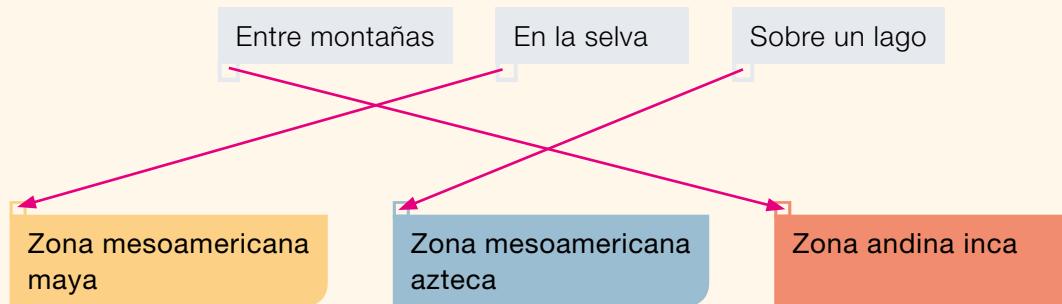 Entre montañas
En la selva
Sobre un lago
Zona mesoamericana
maya
Zona mesoamericana
azteca
Zona andina inca